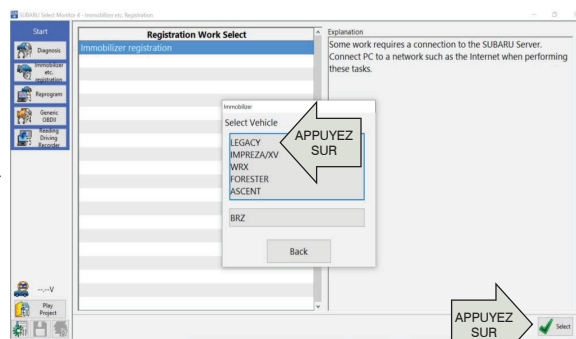 SUBARU Select Monitor 4 - Immobilizer etc. Registration
Start
Diagnosis
Immobilizer
etc.
registration
Reprogram
Generic
OBDII
Reading
Driving
Recorder
--.--V
Play
Project
Registration Work Select
Immobilizer registration
Explanation
Some work requires a connection to the SUBARU Server.
Connect PC to a network such as the Internet when performing
these tasks.
Immobilizer
Select Vehicle
LEGACY
IMPREZA/XV
WRX
FORESTER
ASCENT
BRZ
Back
APPUYEZ
SUR
APPUYEZ
SUR
Select